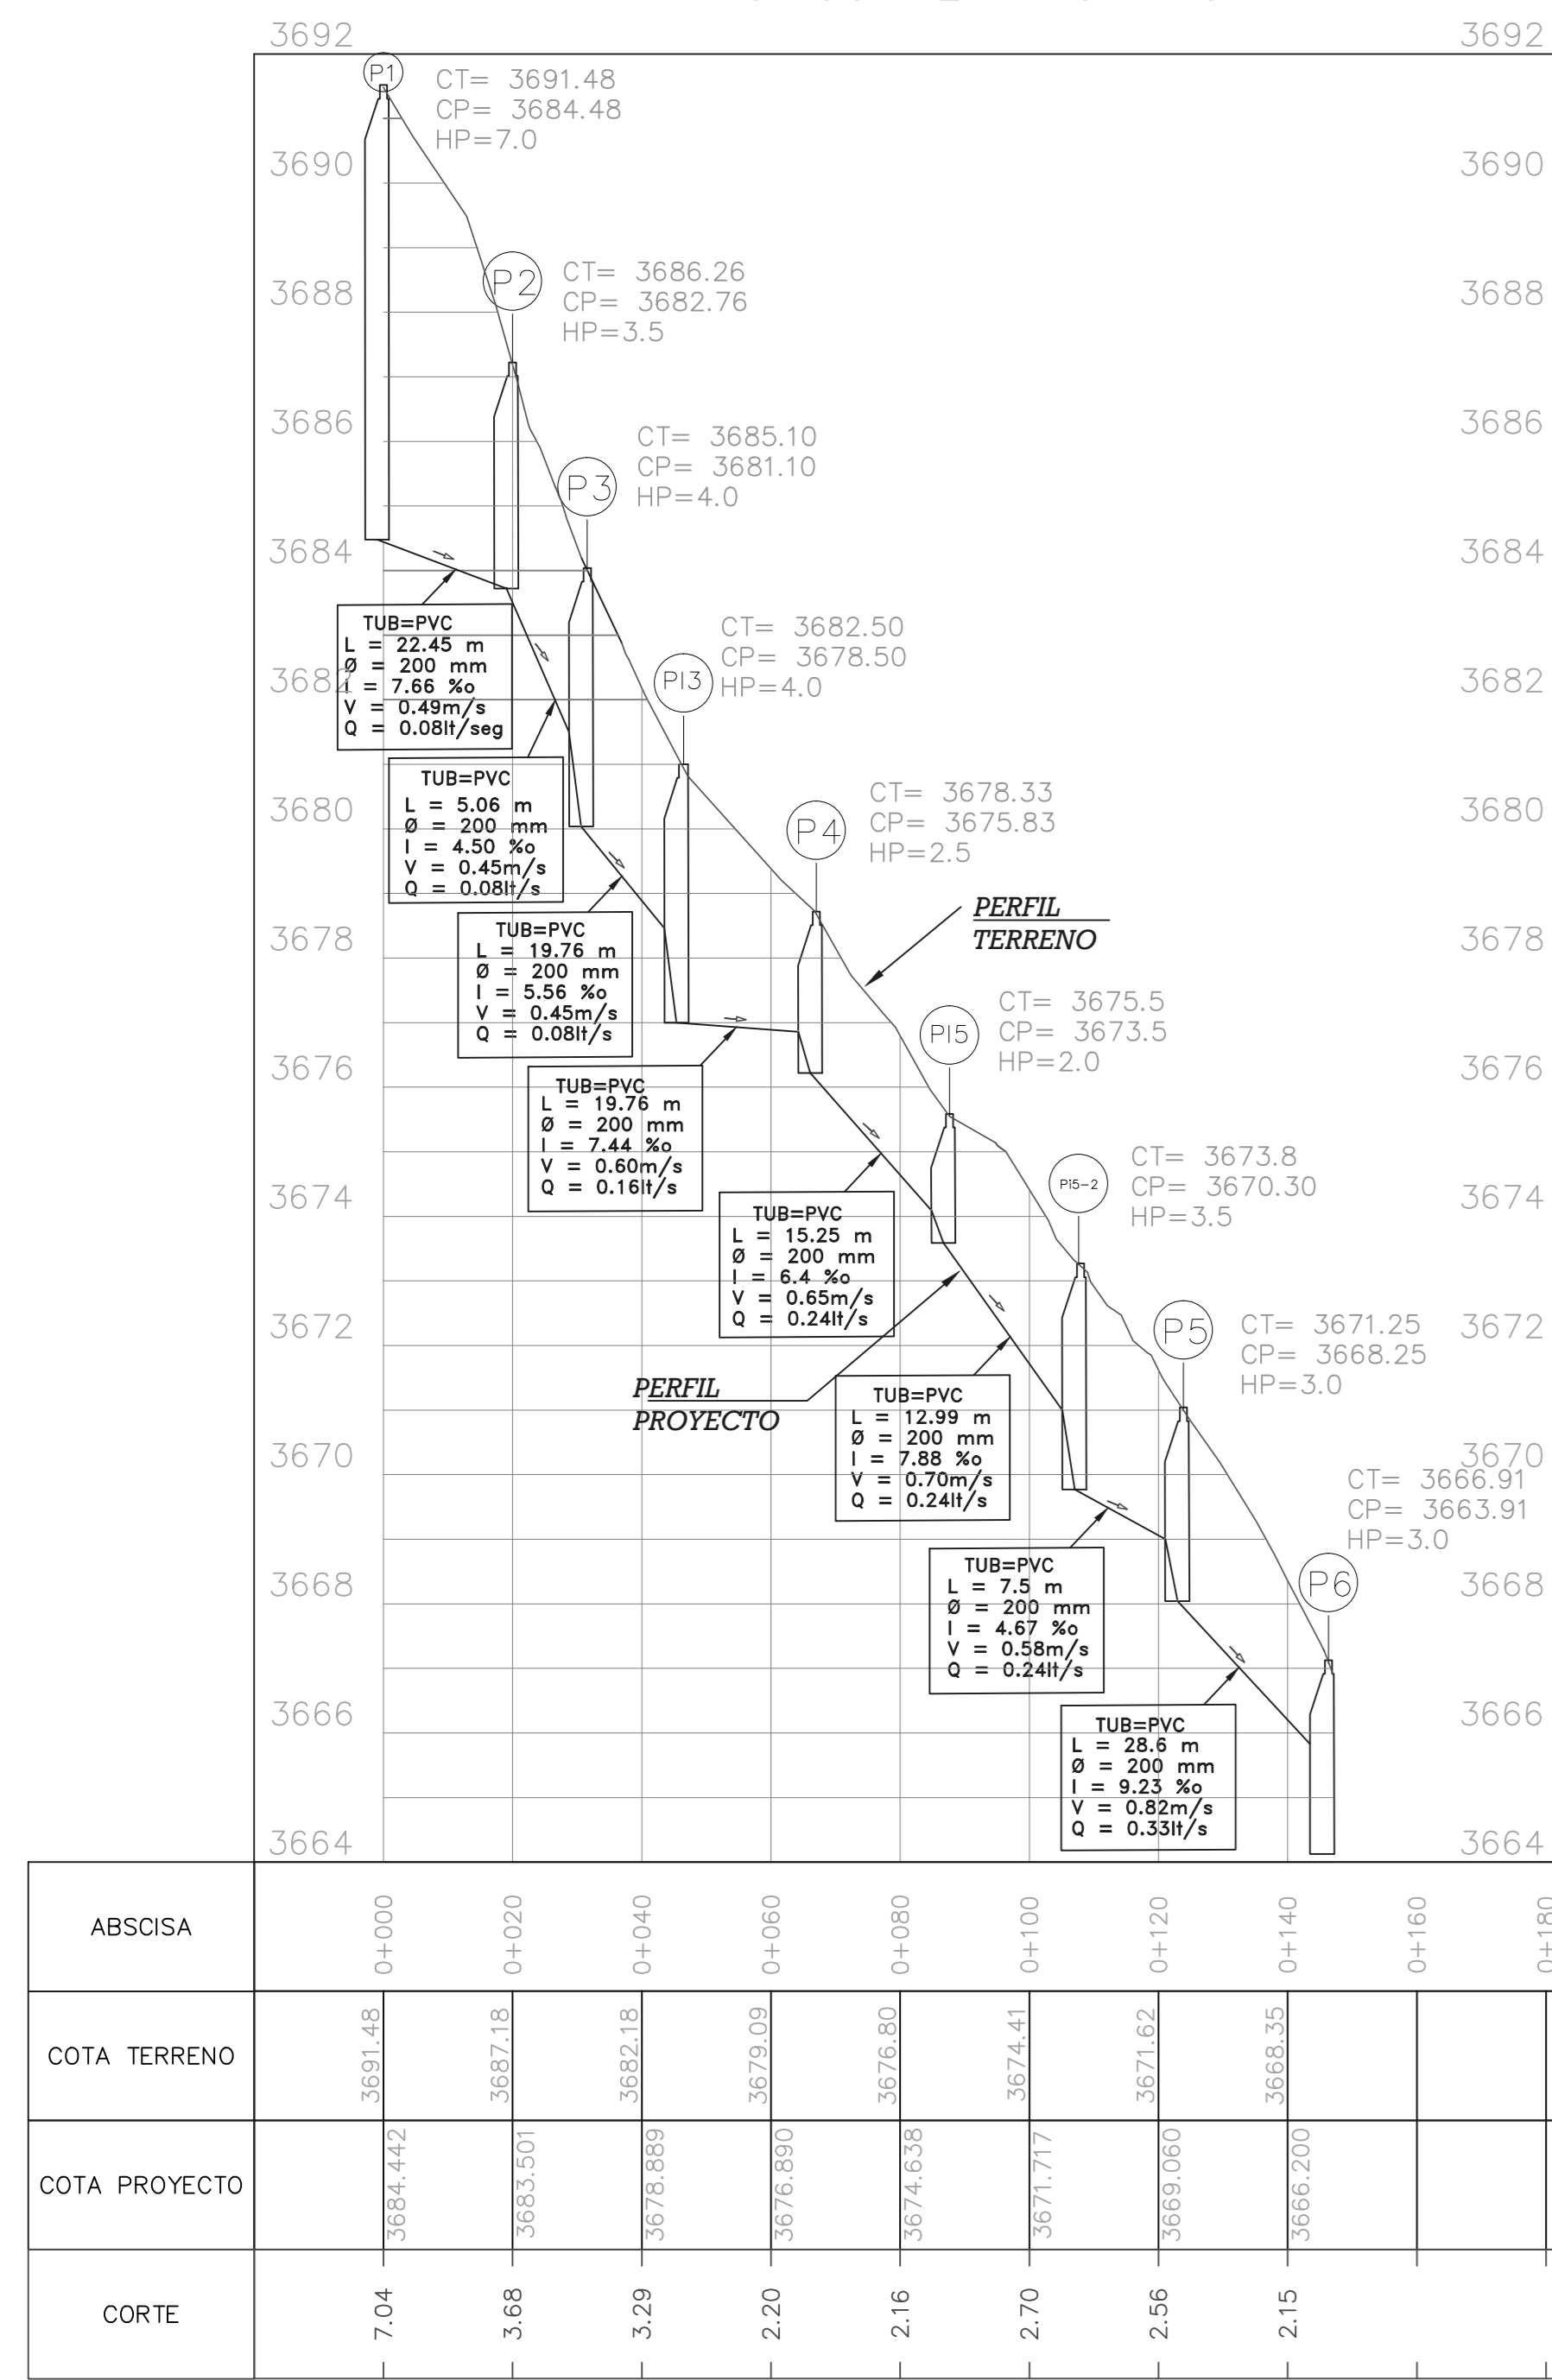 3692
3692
P1
CT= 3691.48
CP= 3684.48
HP=7.0
3690
3690
P2
CT= 3686.26
CP= 3682.76
HP=3.5
3688
3688
3686
3686
P3
CT= 3685.10
CP= 3681.10
HP=4.0
3684
3684
TUB=PVC
L = 22.45 m
Ø = 200 mm
I = 7.66 %o
V = 0.49m/s
Q = 0.08lt/seg
PI3
CT= 3682.50
CP= 3678.50
HP=4.0
3682
3682
TUB=PVC
L = 5.06 m
Ø = 200 mm
I = 4.50 %o
V = 0.45m/s
Q = 0.08lt/s
P4
CT= 3678.33
CP= 3675.83
HP=2.5
3680
3680
PERFIL
TERRENO
TUB=PVC
L = 19.76 m
Ø = 200 mm
I = 5.56 %o
V = 0.45m/s
Q = 0.08lt/s
3678
3678
PI5
CT= 3675.5
CP= 3673.5
HP=2.0
3676
3676
TUB=PVC
L = 19.76 m
Ø = 200 mm
I = 7.44 %o
V = 0.60m/s
Q = 0.16lt/s
Pi5-2
CT= 3673.8
CP= 3670.30
HP=3.5
3674
3674
TUB=PVC
L = 15.25 m
Ø = 200 mm
I = 6.4 %o
V = 0.65m/s
Q = 0.24lt/s
P5
CT= 3671.25
CP= 3668.25
HP=3.0
3672
3672
PERFIL
PROYECTO
TUB=PVC
L = 12.99 m
Ø = 200 mm
I = 7.88 %o
V = 0.70m/s
Q = 0.24lt/s
3670
3670
CT= 3666.91
CP= 3663.91
HP=3.0
P6
TUB=PVC
L = 7.5 m
Ø = 200 mm
I = 4.67 %o
V = 0.58m/s
Q = 0.24lt/s
3668
3668
3666
3666
TUB=PVC
L = 28.6 m
Ø = 200 mm
I = 9.23 %o
V = 0.82m/s
Q = 0.33lt/s
3664
3664
ABSCISA
0+000
0+020
0+040
0+060
0+080
0+100
0+120
0+140
0+160
0+180
COTA TERRENO
3691.48
3687.18
3682.18
3679.09
3676.80
3674.41
3671.62
3668.35
COTA PROYECTO
3684.442
3683.501
3678.889
3676.890
3674.638
3671.717
3669.060
3666.200
CORTE
7.04
3.68
3.29
2.20
2.16
2.70
2.56
2.15